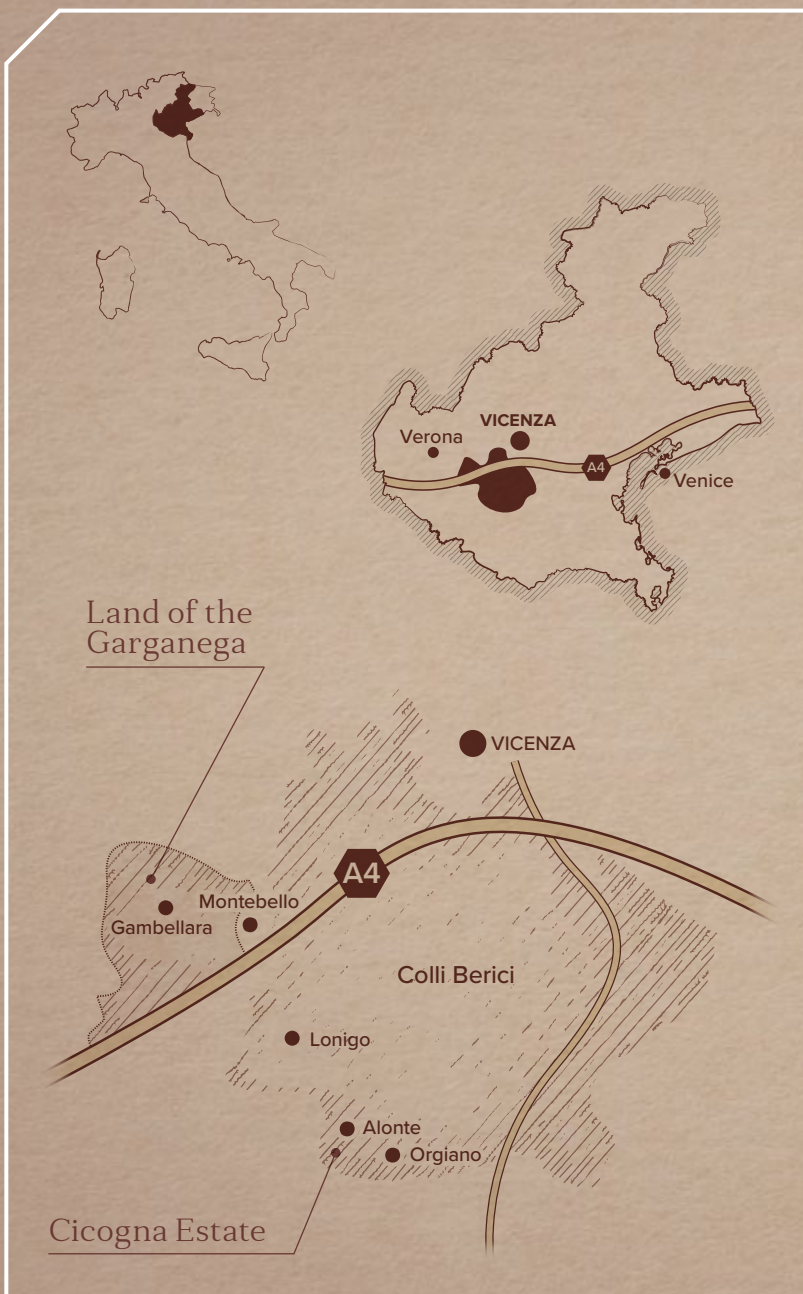 VICENZA
Verona
A4
Venice
Land of the
Garganega
VICENZA
A4
Montebello
Gambellara
Colli Berici
Lonigo
Alonte
Orgiano
Cicogna Estate